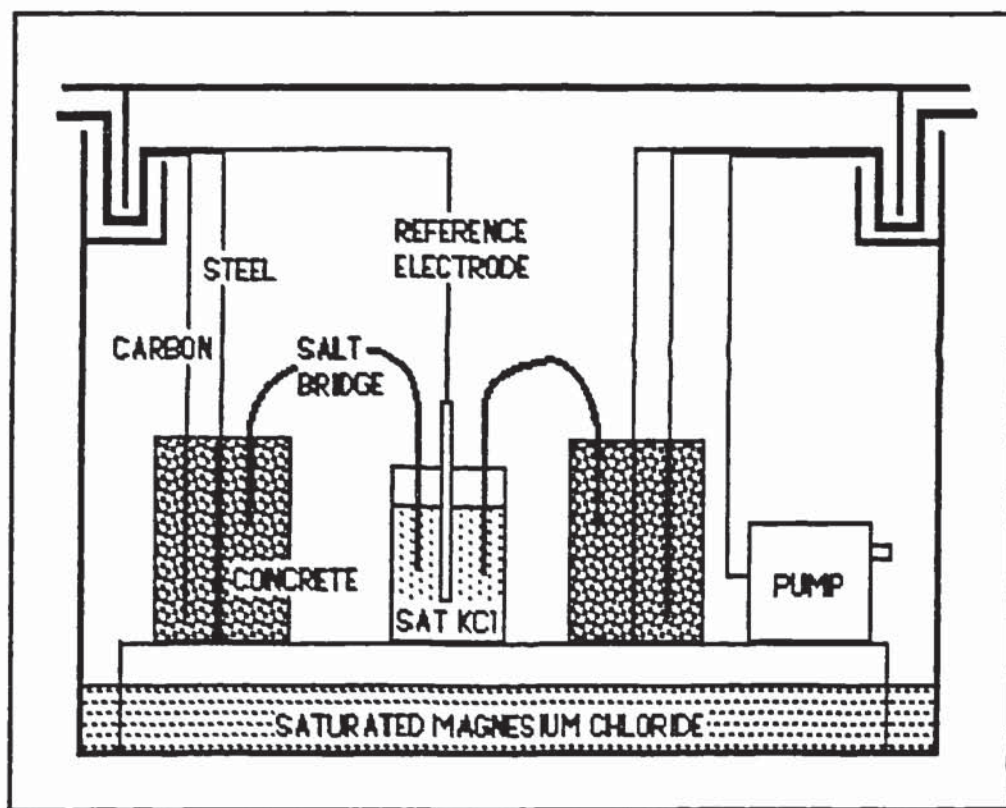 REFERENCE
ELECTRODE
STEEL
CARBON
SALT
BRIDGE
CONCRETE
SAT KCl
PUMP
SATURATED MAGNESIUM CHLORIDE